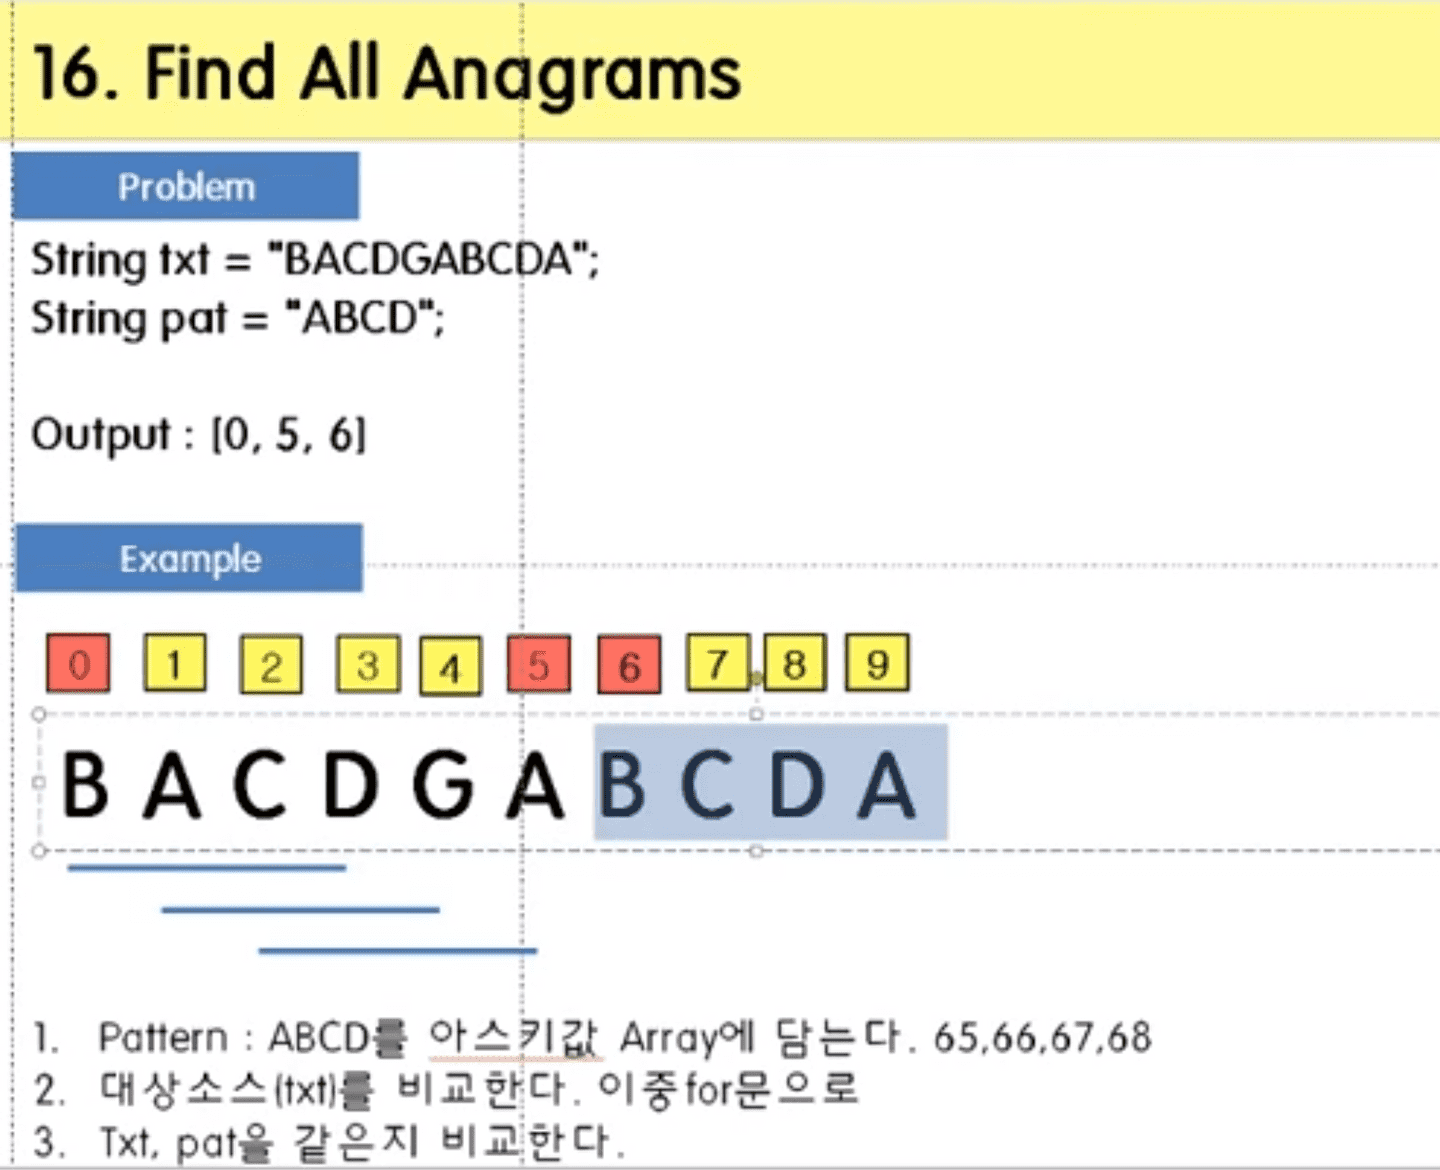 16. Find All Anagrams
Problem
String txt = "BACDGABCDA";
String pat = "ABCD";
Output : [0, 5, 6]
Example
0 1 2 3 4 5 6 7 8 9
B A C D G A B C D A
1. Pattern : ABCD를 아스키값 Array에 담는다. 65,66,67,68
2. 대상소스(txt)를 비교한다. 이중for문으로
3. Txt, pat을 같은지 비교한다.